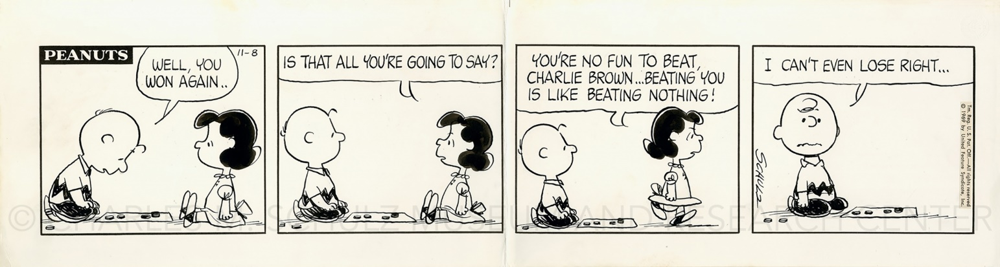 PEANUTS
WELL, YOU
WON AGAIN..
11-8
IS THAT ALL YOU'RE GOING TO SAY?
YOU'RE NO FUN TO BEAT,
CHARLIE BROWN...BEATING YOU
IS LIKE BEATING NOTHING!
I CAN'T EVEN LOSE RIGHT...
SCHULZ
Tm. Reg. U. S. Pat. Off.—All rights reserved
© 1969 by United Feature Syndicate, Inc.
© CHARLES M. SCHULZ MUSEUM AND RESEARCH CENTER